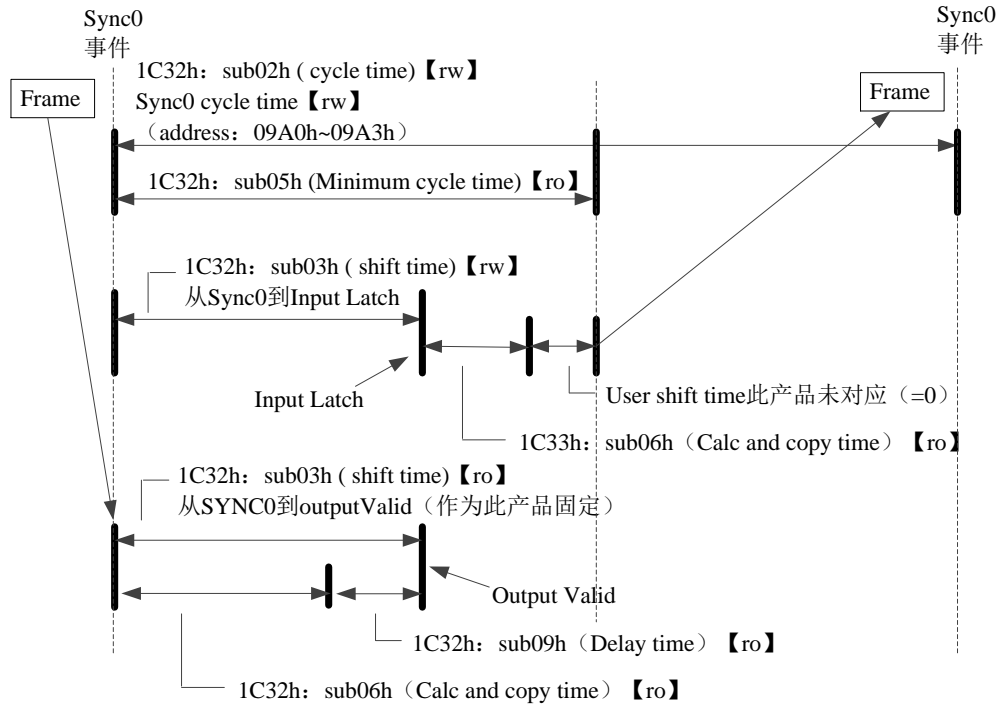 Sync0
事件
Sync0
事件
1C32h：sub02h ( cycle time)【rw】
Frame
Sync0 cycle time【rw】
Frame
（address：09A0h~09A3h）
1C32h：sub05h (Minimum cycle time)【ro】
1C32h：sub03h ( shift time)【rw】
从Sync0到Input Latch
Input Latch
User shift time此产品未对应（=0）
1C33h：sub06h（Calc and copy time）【ro】
1C32h：sub03h ( shift time)【ro】
从SYNC0到outputValid（作为此产品固定）
Output Valid
1C32h：sub09h（Delay time）【ro】
1C32h：sub06h（Calc and copy time）【ro】